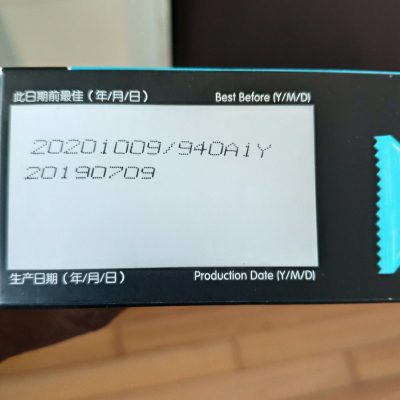 此日期前最佳（年/月/日） Best Before (Y/M/D)
20201009/940A1Y
20190709
生产日期（年/月/日） Production Date (Y/M/D)